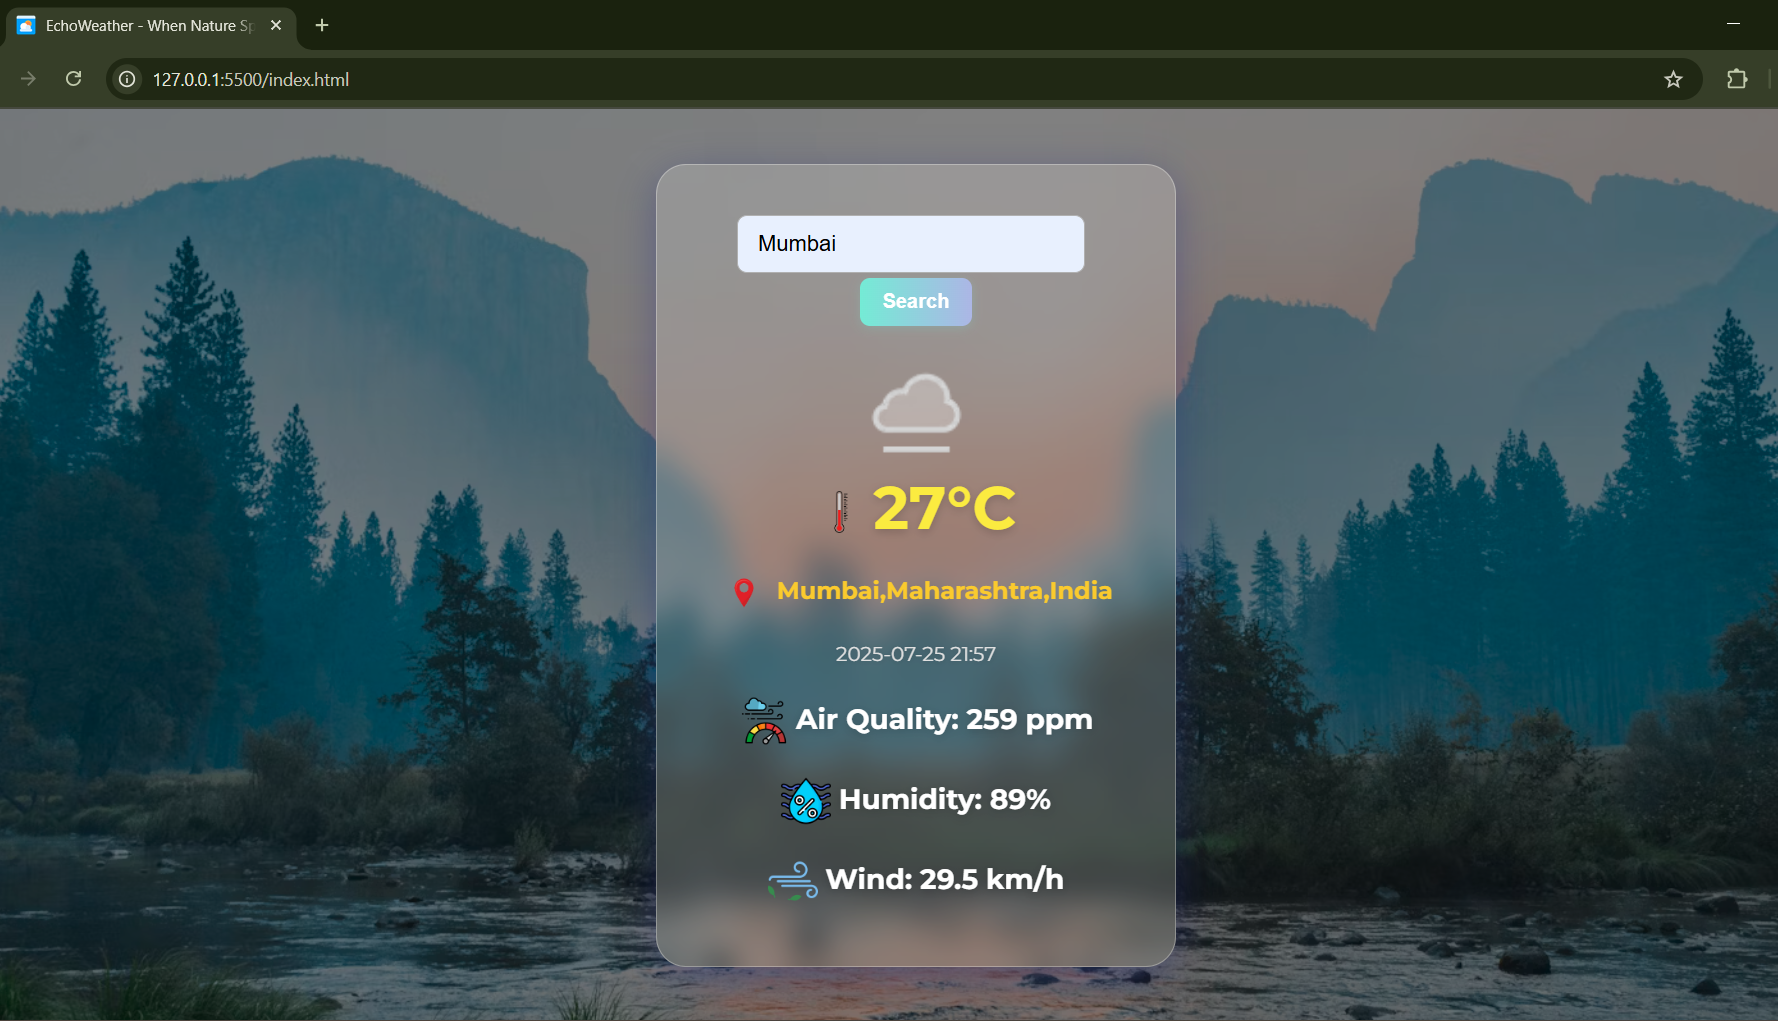 EchoWeather - When Nature Sp
127.0.0.1:5500/index.html
Mumbai
Search
27°C
Mumbai,Maharashtra,India
2025-07-25 21:57
Air Quality: 259 ppm
Humidity: 89%
Wind: 29.5 km/h